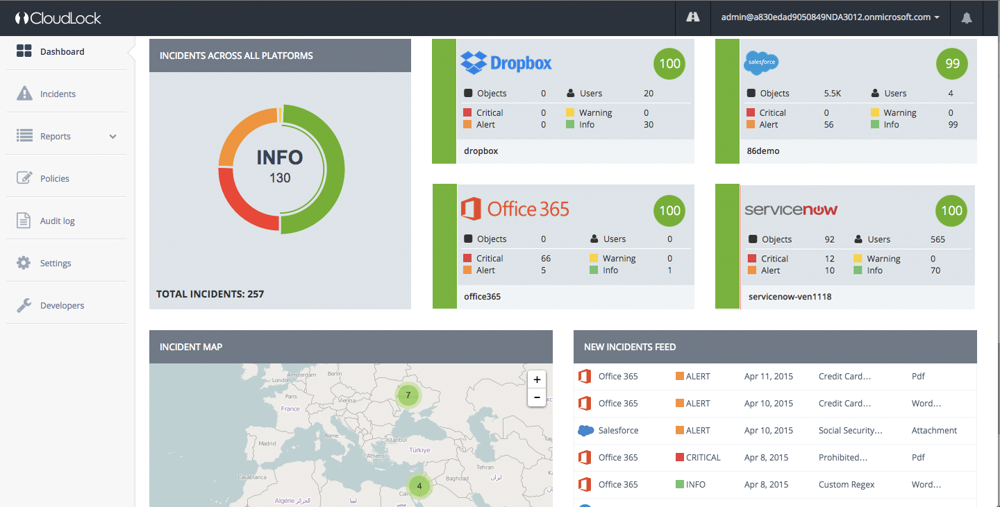 CloudLock
admin@a830edad9050849NDA3012.onmicrosoft.com
Dashboard
Incidents
Reports
Policies
Audit log
Settings
Developers
INCIDENTS ACROSS ALL PLATFORMS
INFO
130
TOTAL INCIDENTS: 257
Dropbox 100
Objects 0 Users 20
Critical 0 Warning 0
Alert 0 Info 30
dropbox
salesforce 99
Objects 5.5K Users 4
Critical 0 Warning 0
Alert 56 Info 99
86demo
Office 365 100
Objects 0 Users 0
Critical 66 Warning 0
Alert 5 Info 1
office365
servicenow 100
Objects 92 Users 565
Critical 12 Warning 0
Alert 10 Info 70
servicenow-ven1118
INCIDENT MAP
Amsterdam
Berlin
London
7
Paris
Vienna
France
Rome
Madrid
Istanbul
Türkiye
Athens
Tehran
Casablanca
Baghdad
ایران
4
Cairo
Algérie الجزائر
ليبيا
مصر
+
−
NEW INCIDENTS FEED
Office 365 ALERT Apr 11, 2015 Credit Card... Pdf
Office 365 ALERT Apr 10, 2015 Credit Card... Word...
Salesforce ALERT Apr 10, 2015 Social Security... Attachment
Office 365 CRITICAL Apr 8, 2015 Prohibited... Pdf
Office 365 INFO Apr 8, 2015 Custom Regex Word...